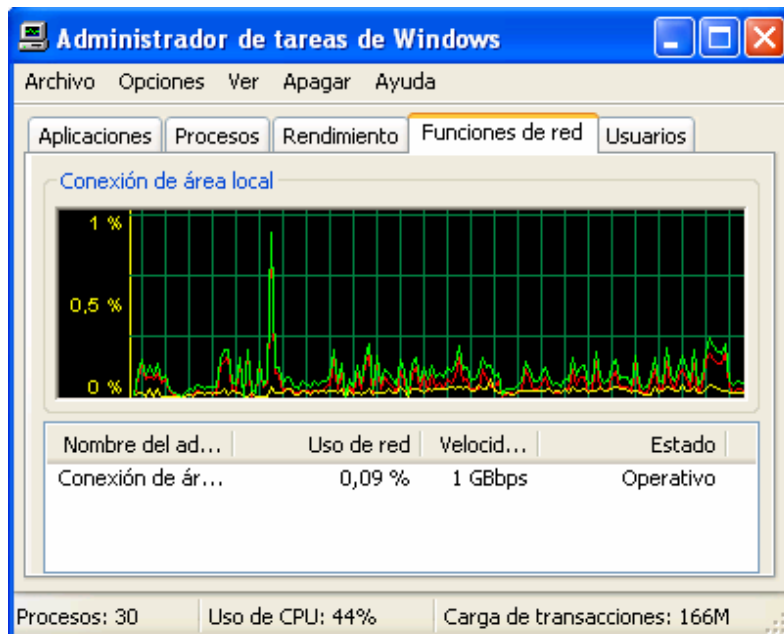 Administrador de tareas de Windows
Archivo Opciones Ver Apagar Ayuda
Aplicaciones Procesos Rendimiento Funciones de red Usuarios
Conexión de área local
1 %
0,5 %
0 %
Nombre del ad... Uso de red Velocid... Estado
Conexión de ár... 0,09 % 1 GBbps Operativo
Procesos: 30 Uso de CPU: 44% Carga de transacciones: 166M